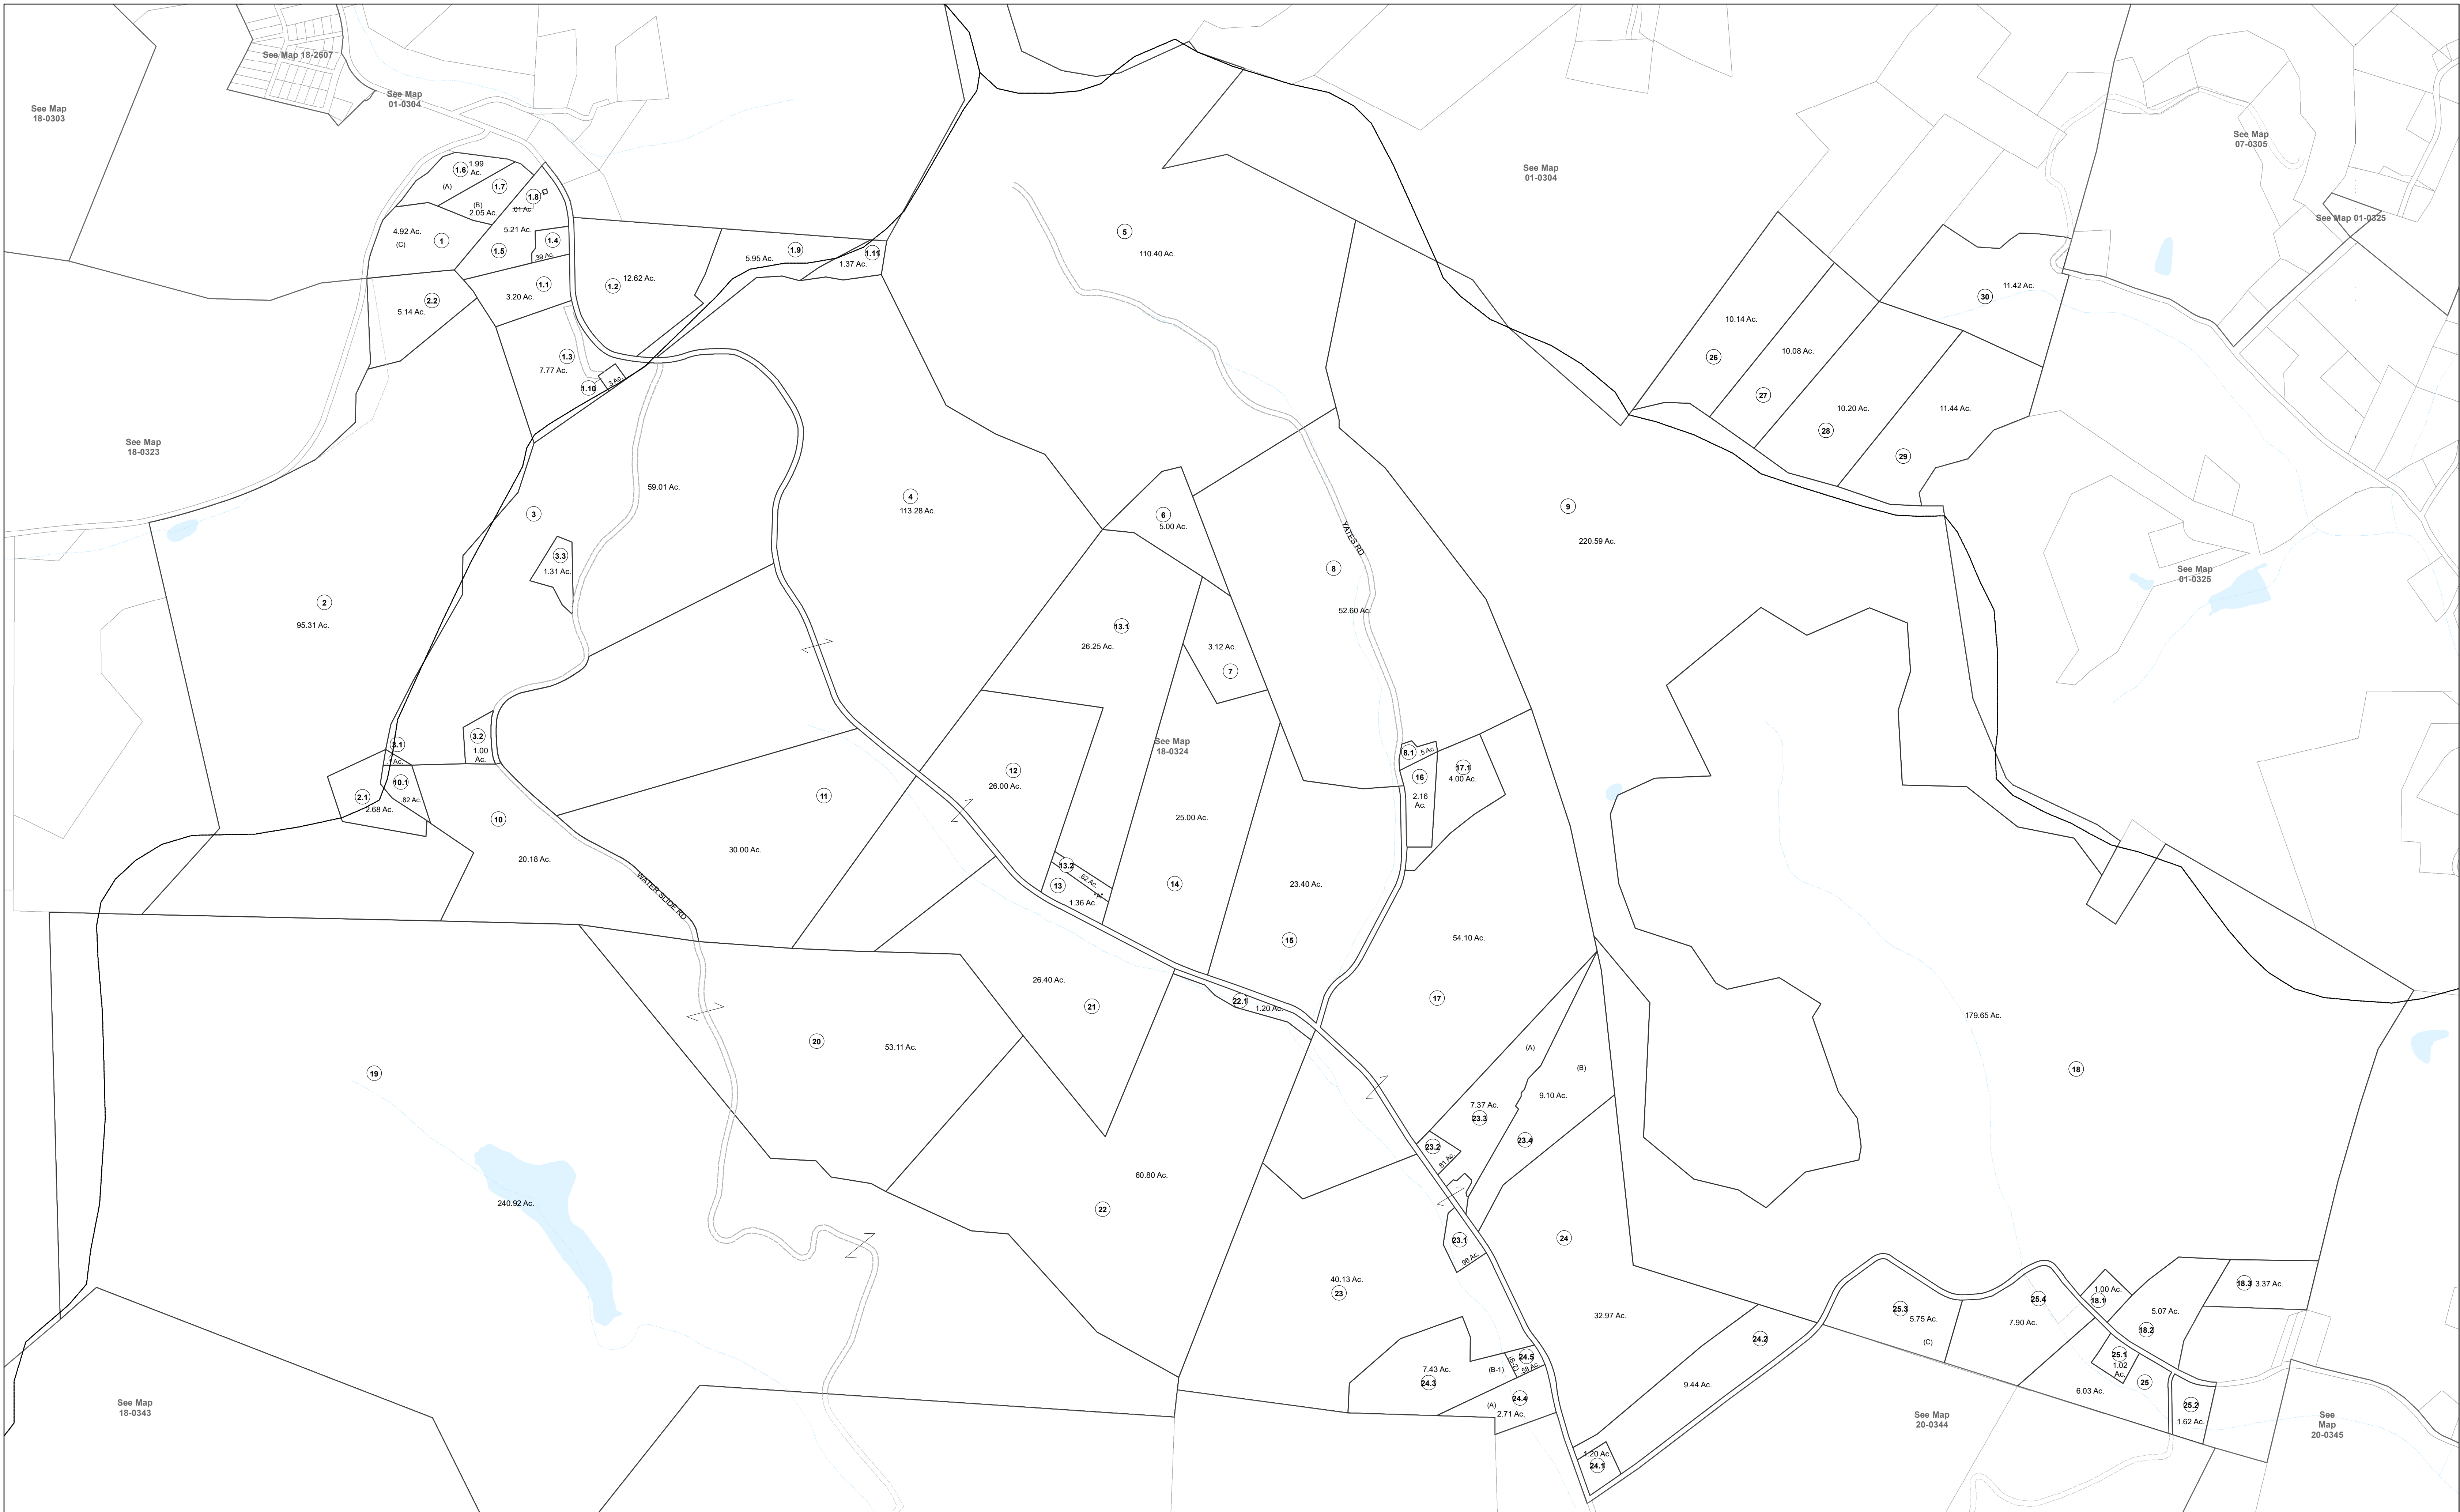 See Map 18-2607
See Map
18-0303
See Map
01-0304
See Map
01-0304
See Map
07-0305
See Map 01-0325
1.6
1.99
Ac.
(A)
1.7
(B)
2.05 Ac.
1.8
.01 Ac.
4.92 Ac.
(C)
1
5.21 Ac.
1.5
1.4
.39 Ac.
1.1
3.20 Ac.
1.2
12.62 Ac.
5.95 Ac.
1.9
1.11
1.37 Ac.
2.2
5.14 Ac.
1.3
7.77 Ac.
1.10
.3 Ac.
5
110.40 Ac.
10.14 Ac.
26
10.08 Ac.
27
10.20 Ac.
28
11.44 Ac.
29
11.42 Ac.
30
See Map
18-0323
59.01 Ac.
3
3.3
1.31 Ac.
4
113.28 Ac.
6
5.00 Ac.
YATES RD
8
52.60 Ac.
9
220.59 Ac.
See Map
01-0325
2
95.31 Ac.
13.1
26.25 Ac.
3.12 Ac.
7
3.2
1.00
Ac.
3.1
10.1
.82 Ac.
2.1
2.68 Ac.
10
20.18 Ac.
11
30.00 Ac.
12
26.00 Ac.
See Map
18-0324
8.1
.5 Ac.
16
2.16
Ac.
17.1
4.00 Ac.
25.00 Ac.
14
13.2
.62 Ac.
"A"
13
1.36 Ac.
23.40 Ac.
15
WATER SLIDE RD
54.10 Ac.
17
26.40 Ac.
21
22.1
1.20 Ac.
179.65 Ac.
18
19
240.92 Ac.
20
53.11 Ac.
60.80 Ac.
22
(A)
(B)
7.37 Ac.
23.3
9.10 Ac.
23.4
23.2
.81 Ac.
23.1
.96 Ac.
24
32.97 Ac.
40.13 Ac.
23
7.43 Ac.
24.3
(B-1)
(B-2)
24.5
.58 Ac.
24.4
(A)
2.71 Ac.
24.2
9.44 Ac.
1.20 Ac.
24.1
25.3
5.75 Ac.
(C)
25.4
7.90 Ac.
1.00 Ac.
18.1
5.07 Ac.
18.2
18.3
3.37 Ac.
25.1
1.02
Ac.
25
6.03 Ac.
25.2
1.62 Ac.
See Map
18-0343
See Map
20-0344
See
Map
20-0345